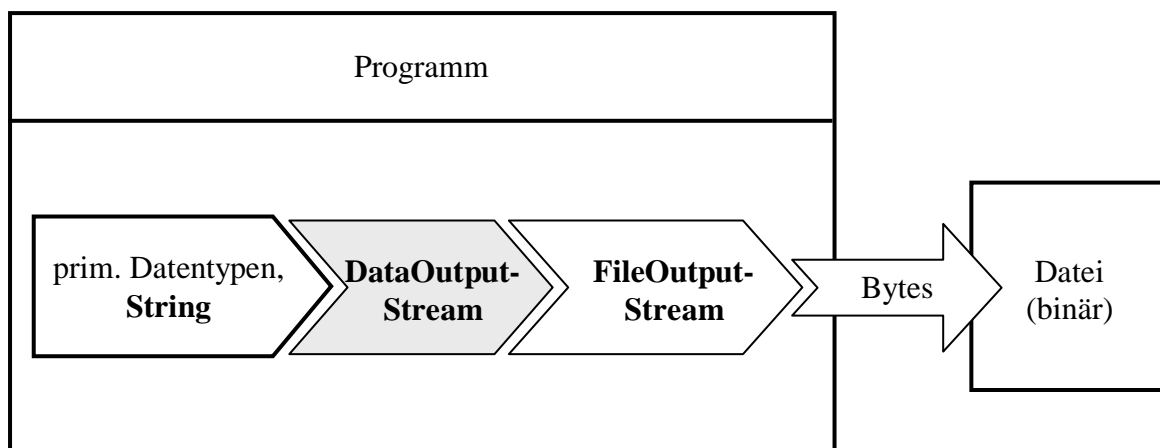 Programm
prim. Datentypen,
String
DataOutput-
Stream
FileOutput-
Stream
Bytes
Datei
(binär)